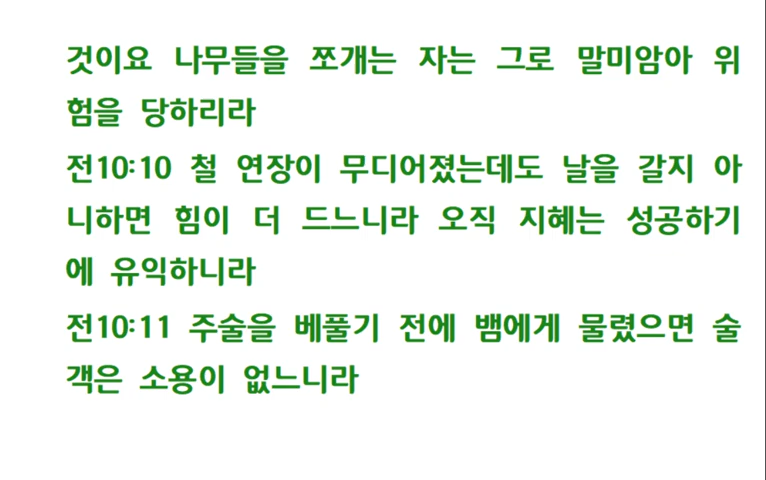 것이요 나무들을 쪼개는 자는 그로 말미암아 위
험을 당하리라
전10:10 철 연장이 무디어졌는데도 날을 갈지 아
니하면 힘이 더 드느니라 오직 지혜는 성공하기
에 유익하니라
전10:11 주술을 베풀기 전에 뱀에게 물렸으면 술
객은 소용이 없느니라